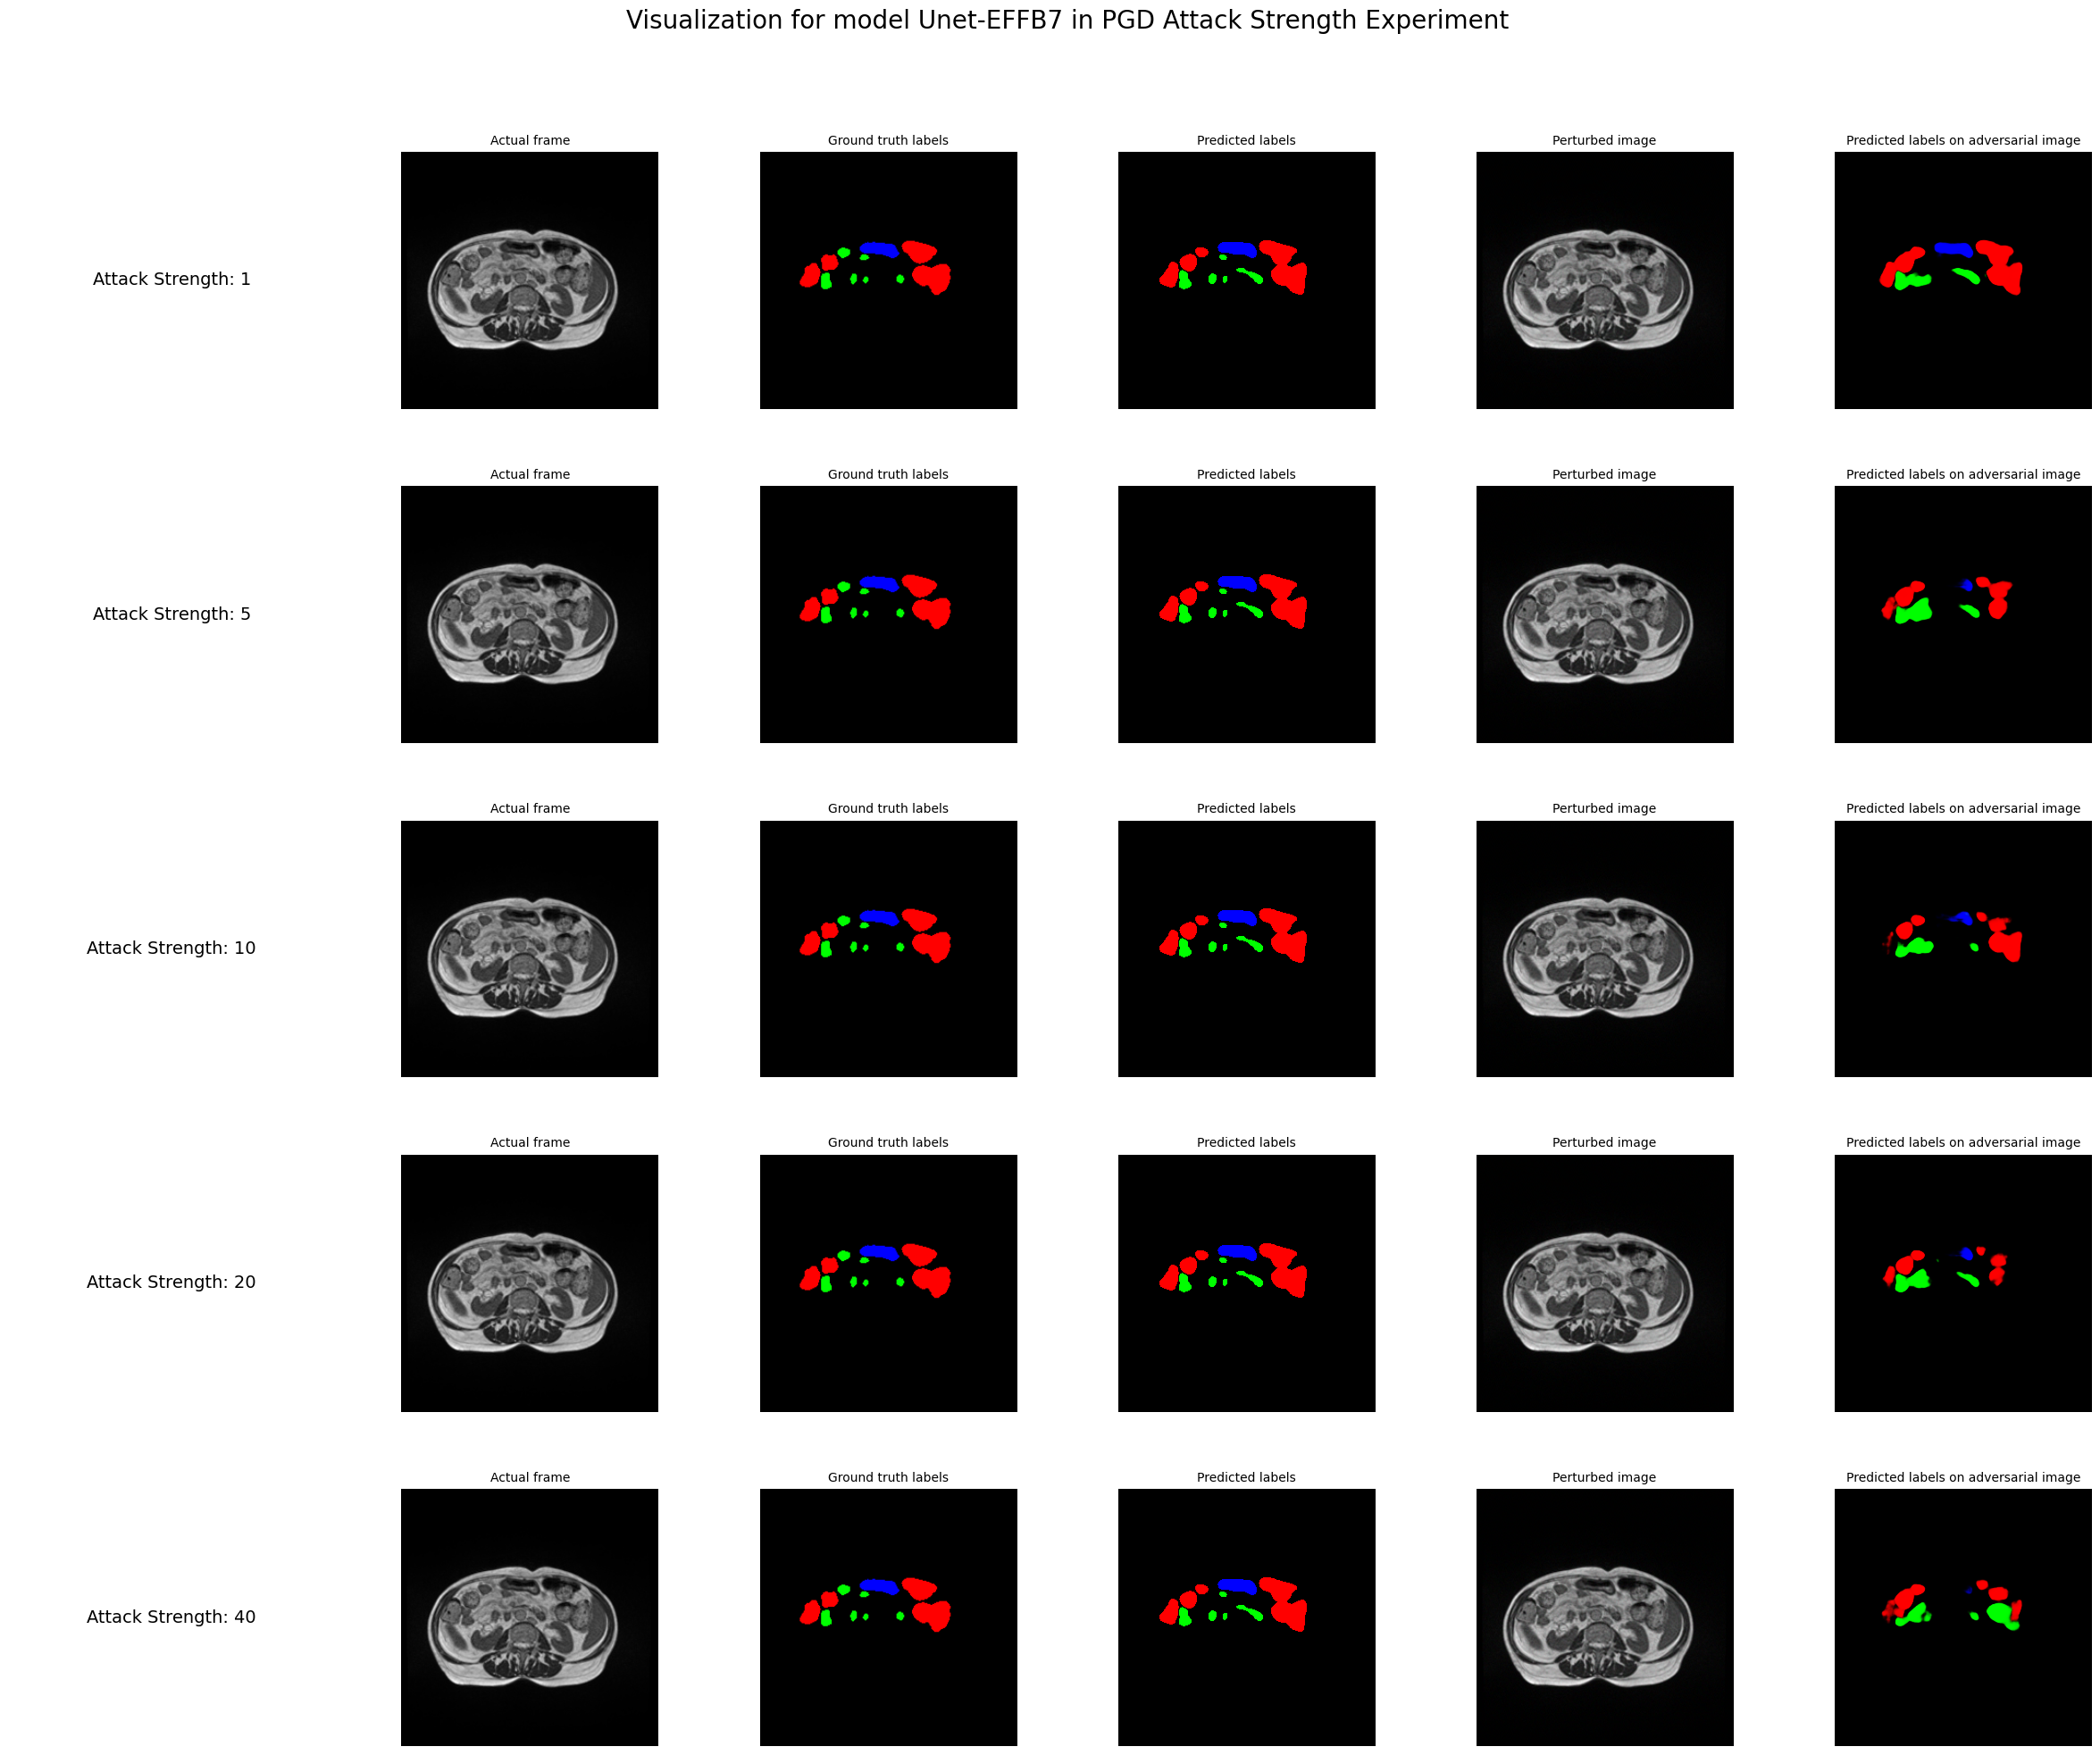 Visualization for model Unet-EFFB7 in PGD Attack Strength Experiment
Actual frame
Ground truth labels
Predicted labels
Perturbed image
Predicted labels on adversarial image
Attack Strength: 1
Actual frame
Ground truth labels
Predicted labels
Perturbed image
Predicted labels on adversarial image
Attack Strength: 5
Actual frame
Ground truth labels
Predicted labels
Perturbed image
Predicted labels on adversarial image
Attack Strength: 10
Actual frame
Ground truth labels
Predicted labels
Perturbed image
Predicted labels on adversarial image
Attack Strength: 20
Actual frame
Ground truth labels
Predicted labels
Perturbed image
Predicted labels on adversarial image
Attack Strength: 40